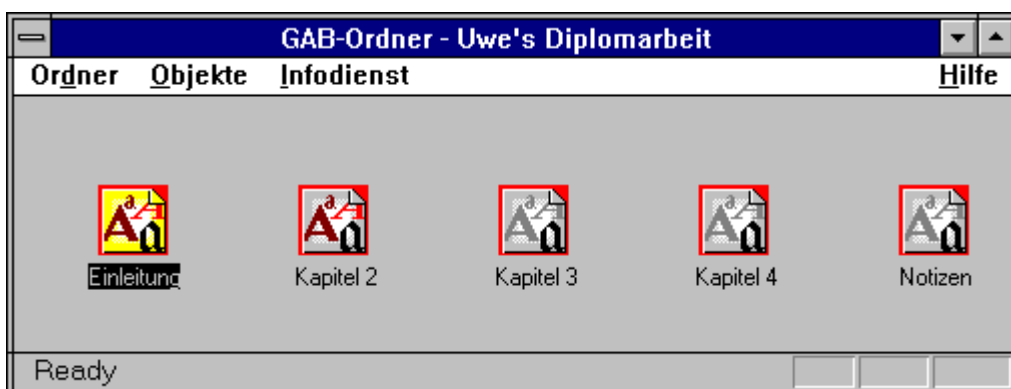 GAB-Ordner - Uwe's Diplomarbeit
Ordner Objekte Infodienst Hilfe
Einleitung Kapitel 2 Kapitel 3 Kapitel 4 Notizen
Ready